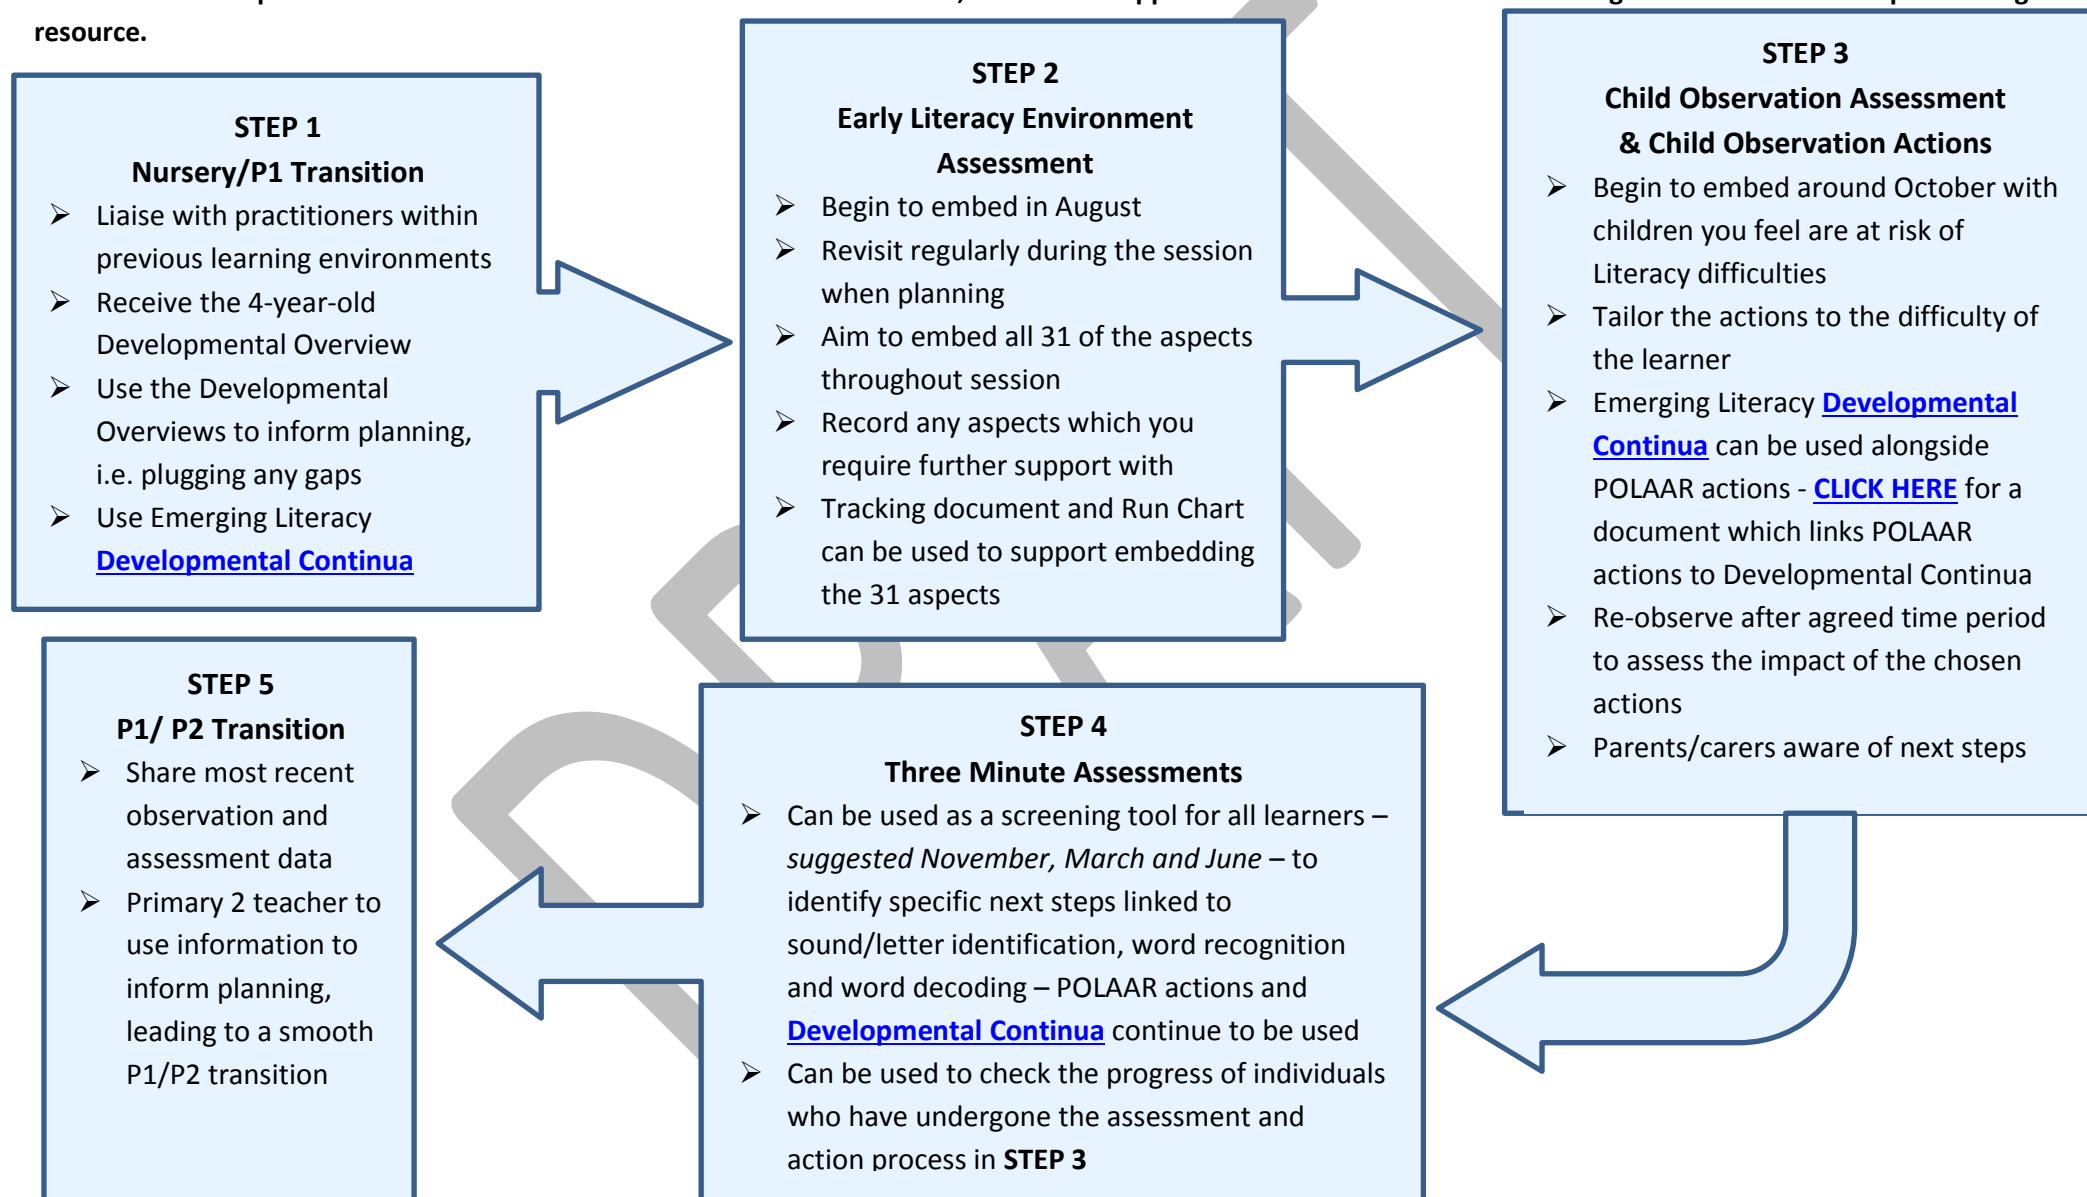 resource.
STEP 1
Nursery/P1 Transition
➢ Liaise with practitioners within
previous learning environments
➢ Receive the 4-year-old
Developmental Overview
➢ Use the Developmental
Overviews to inform planning,
i.e. plugging any gaps
➢ Use Emerging Literacy
Developmental Continua
STEP 2
Early Literacy Environment
Assessment
➢ Begin to embed in August
➢ Revisit regularly during the session
when planning
➢ Aim to embed all 31 of the aspects
throughout session
➢ Record any aspects which you
require further support with
➢ Tracking document and Run Chart
can be used to support embedding
the 31 aspects
STEP 3
Child Observation Assessment
& Child Observation Actions
➢ Begin to embed around October with
children you feel are at risk of
Literacy difficulties
➢ Tailor the actions to the difficulty of
the learner
➢ Emerging Literacy Developmental
Continua can be used alongside
POLAAR actions - CLICK HERE for a
document which links POLAAR
actions to Developmental Continua
➢ Re-observe after agreed time period
to assess the impact of the chosen
actions
➢ Parents/carers aware of next steps
STEP 4
Three Minute Assessments
➢ Can be used as a screening tool for all learners –
suggested November, March and June – to
identify specific next steps linked to
sound/letter identification, word recognition
and word decoding – POLAAR actions and
Developmental Continua continue to be used
➢ Can be used to check the progress of individuals
who have undergone the assessment and
action process in STEP 3
STEP 5
P1/ P2 Transition
➢ Share most recent
observation and
assessment data
➢ Primary 2 teacher to
use information to
inform planning,
leading to a smooth
P1/P2 transition